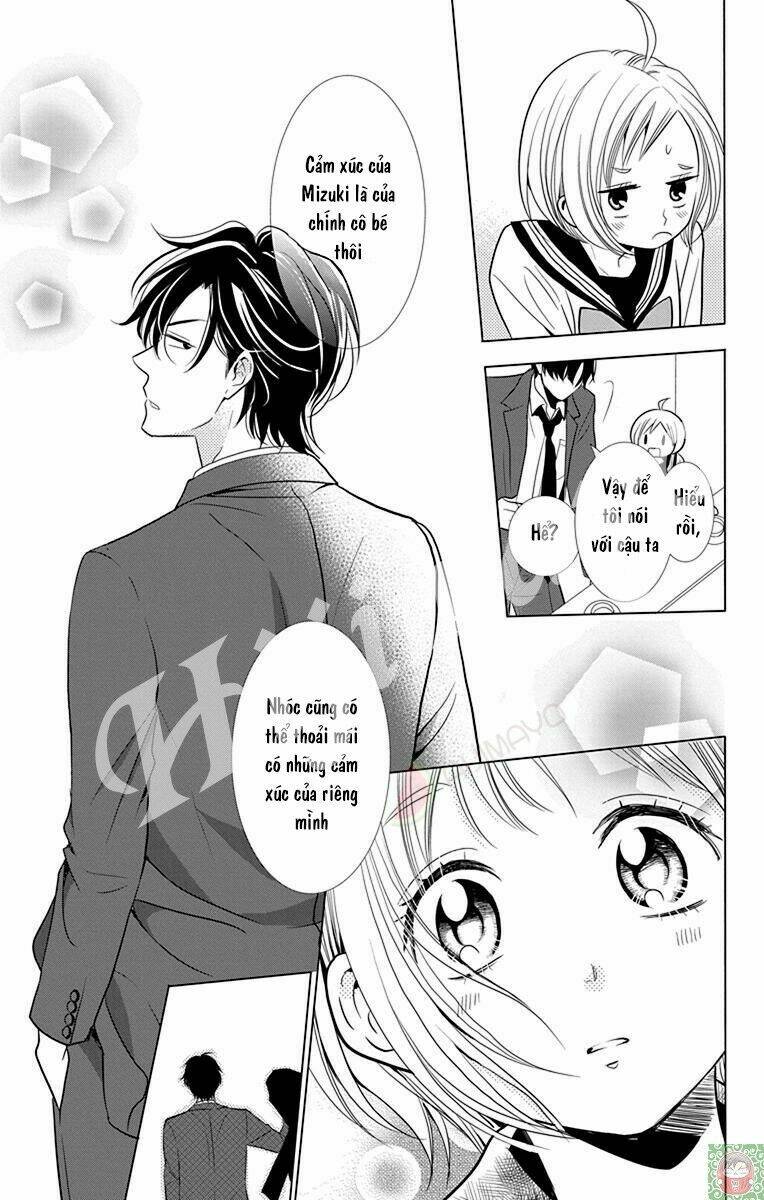 Hiểu
rồi,
Vậy để
tôi nói
với cậu ta
Hể?
Cảm xúc của
Mizuki là của
chính cô bé
thôi
Nhóc cũng có
thể thoải mái
có những cảm
xúc của riêng
mình